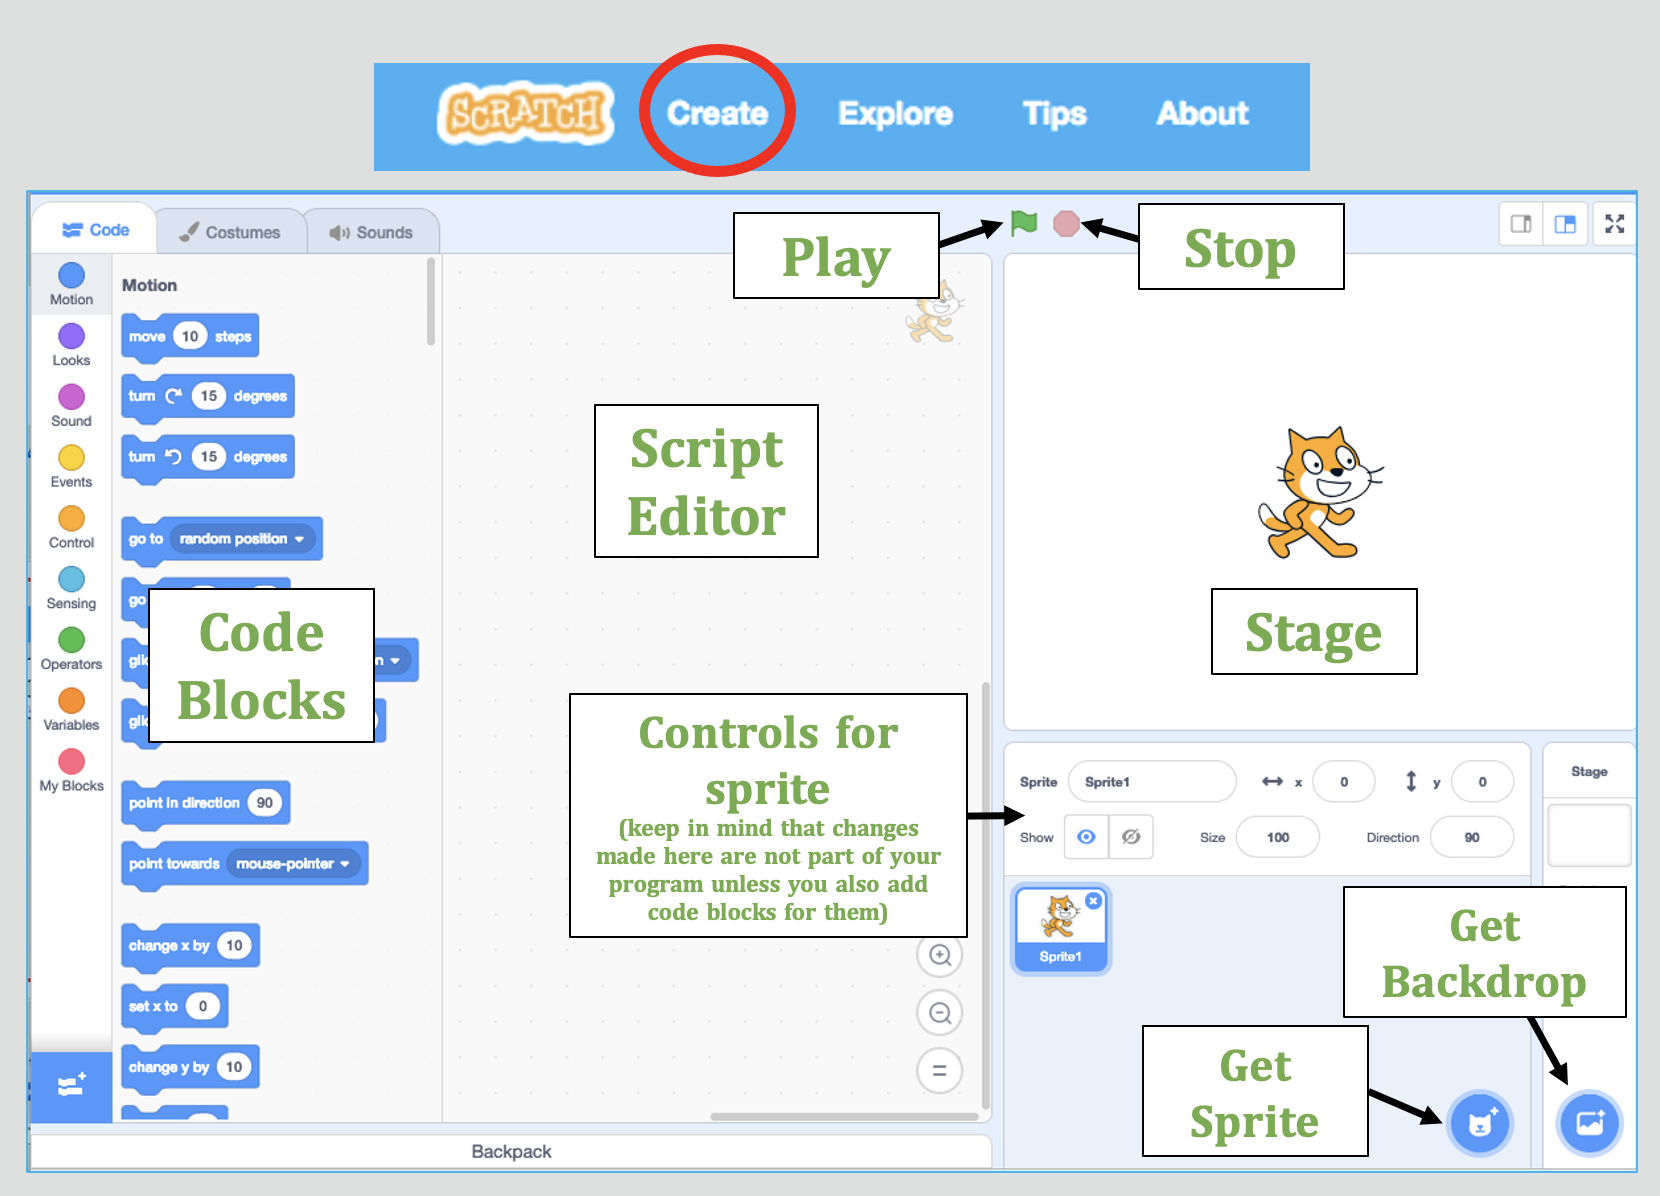 SCRATCH Create Explore Tips About
Code Costumes Sounds
Play
Stop
Motion
Looks
Sound
Events
Control
Sensing
Operators
Variables
My Blocks
Motion
move 10 steps
turn 15 degrees
turn 15 degrees
go to random position
go
point in direction 90
point towards mouse-pointer
change x by 10
set x to 0
change y by 10
Code
Blocks
Script
Editor
Stage
Controls for
sprite
(keep in mind that changes
made here are not part of your
program unless you also add
code blocks for them)
Sprite Sprite1 x 0 y 0
Show Size 100 Direction 90
Sprite1
Stage
Get
Backdrop
Get
Sprite
Backpack